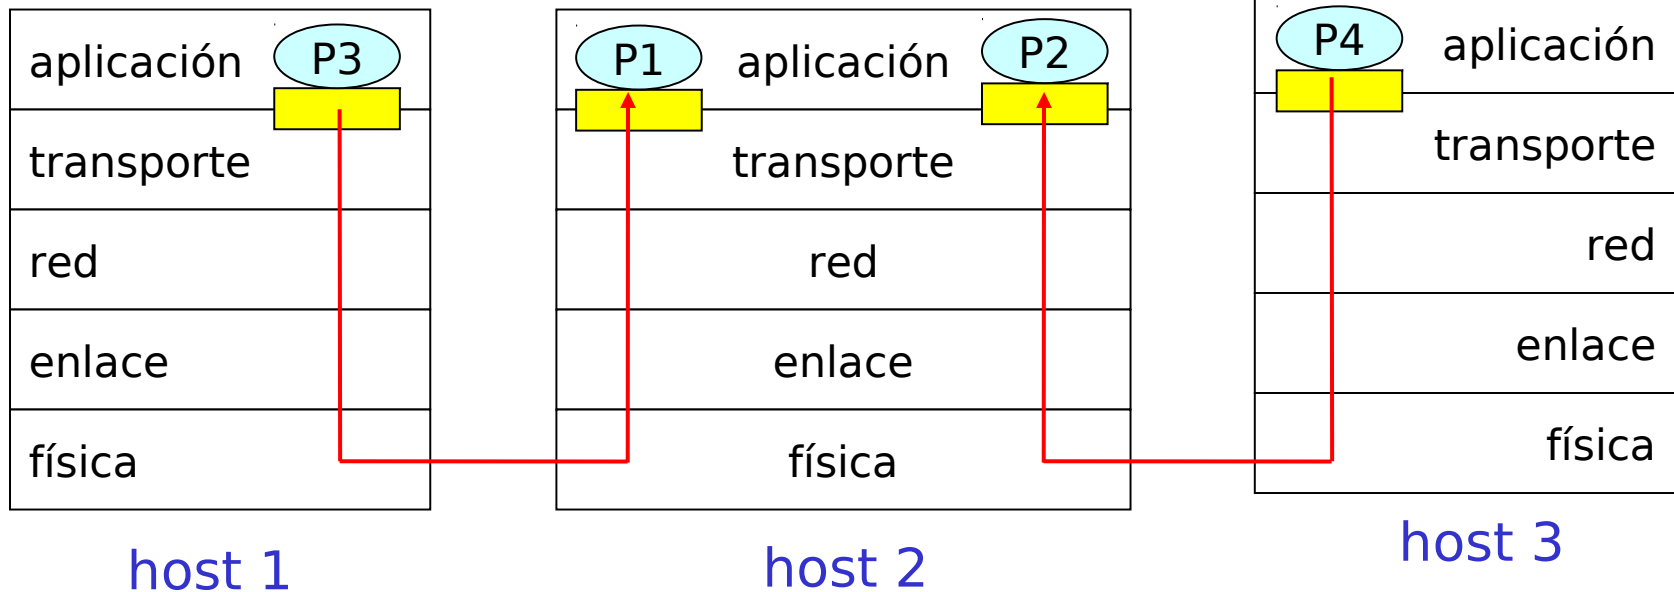 aplicación P3
transporte
red
enlace
física
host 1
P1 aplicación P2
transporte
red
enlace
física
host 2
P4 aplicación
transporte
red
enlace
física
host 3